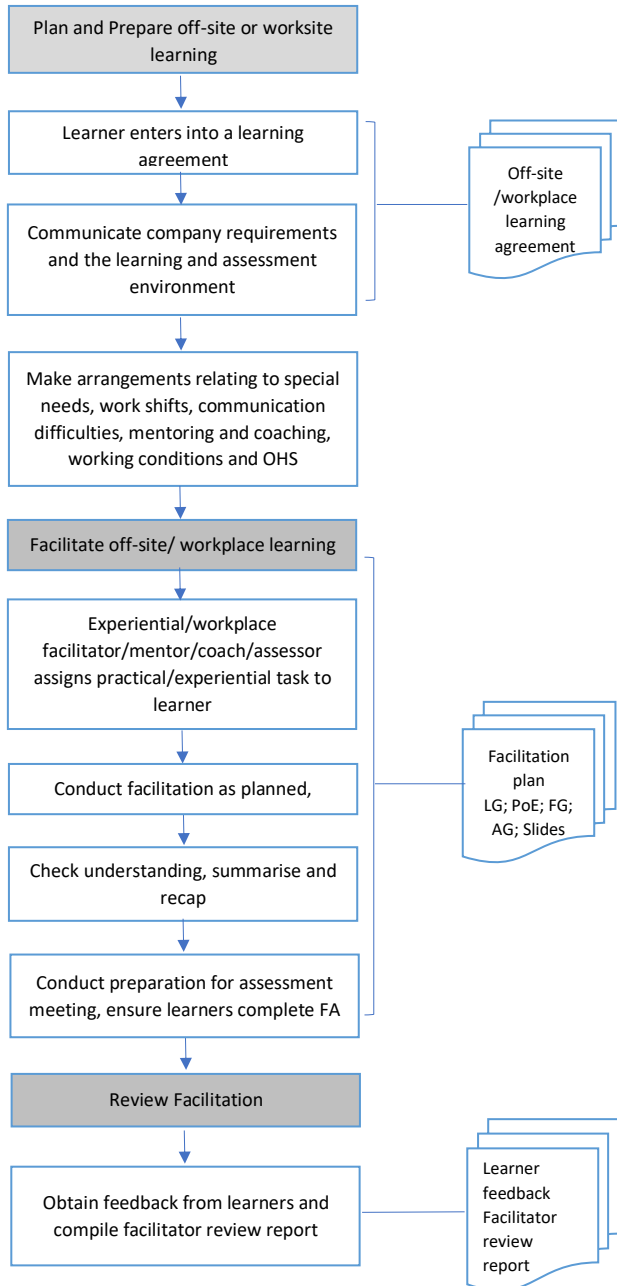 Plan and Prepare off-site or worksite
learning
Learner enters into a learning
agreement
Off-site
/workplace
learning
agreement
Communicate company requirements
and the learning and assessment
environment
Make arrangements relating to special
needs, work shifts, communication
difficulties, mentoring and coaching,
working conditions and OHS
Facilitate off-site/ workplace learning
Experiential/workplace
facilitator/mentor/coach/assessor
assigns practical/experiential task to
learner
Facilitation
plan
LG; PoE; FG;
AG; Slides
Conduct facilitation as planned,
Check understanding, summarise and
recap
Conduct preparation for assessment
meeting, ensure learners complete FA
Review Facilitation
Obtain feedback from learners and
compile facilitator review report
Learner
feedback
Facilitator
review
report